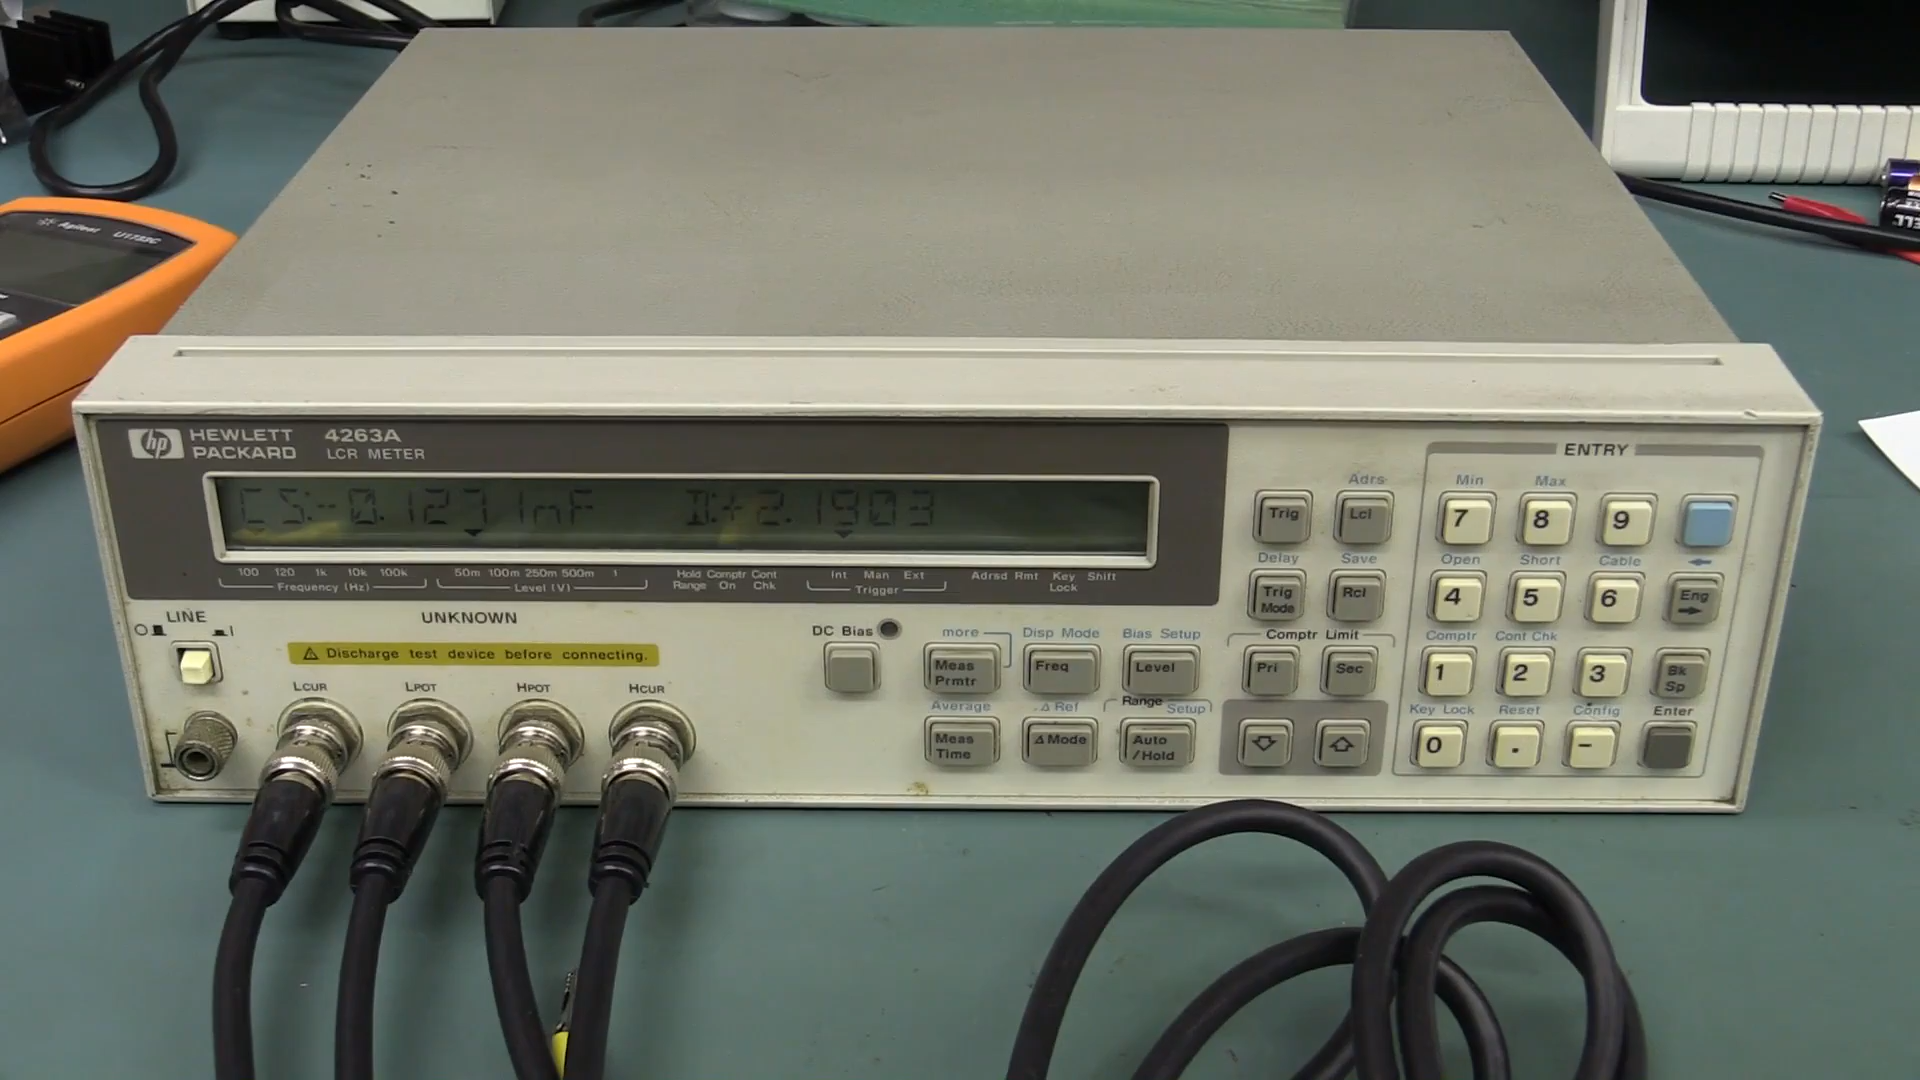 Agilent U1733C
hp HEWLETT PACKARD
4263A
LCR METER
D:+2.1903
100 120 1k 10k 100k
Frequency (Hz)
50m 100m 250m 500m 1
Level (V)
Hold Range
Comptr On
Cont Chk
Int Man Ext
Trigger
Adrsd Rmt Key Lock Shift
LINE
O I
UNKNOWN
⚠ Discharge test device before connecting.
LCUR LPOT HPOT HCUR
DC Bias
more Disp Mode Bias Setup
Meas Prmtr
Freq
Level
Average Δ Ref Range Setup
Meas Time
Δ Mode
Auto /Hold
Adrs
Trig Lcl
Delay Save
Trig Mode
Rcl
Comptr Limit
Pri Sec
ENTRY
Min Max
7 8 9
Open Short Cable
4 5 6 Eng
Comptr Cont Chk
1 2 3 Bk Sp
Key Lock Reset Config Enter
0 . -